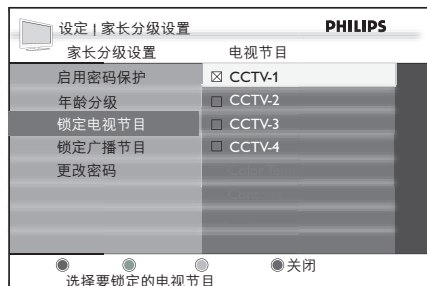 设定 | 家长分级设置 PHILIPS
家长分级设置 电视节目
启用密码保护 CCTV-1
年龄分级 CCTV-2
锁定电视节目 CCTV-3
锁定广播节目 CCTV-4
更改密码
关闭
选择要锁定的电视节目